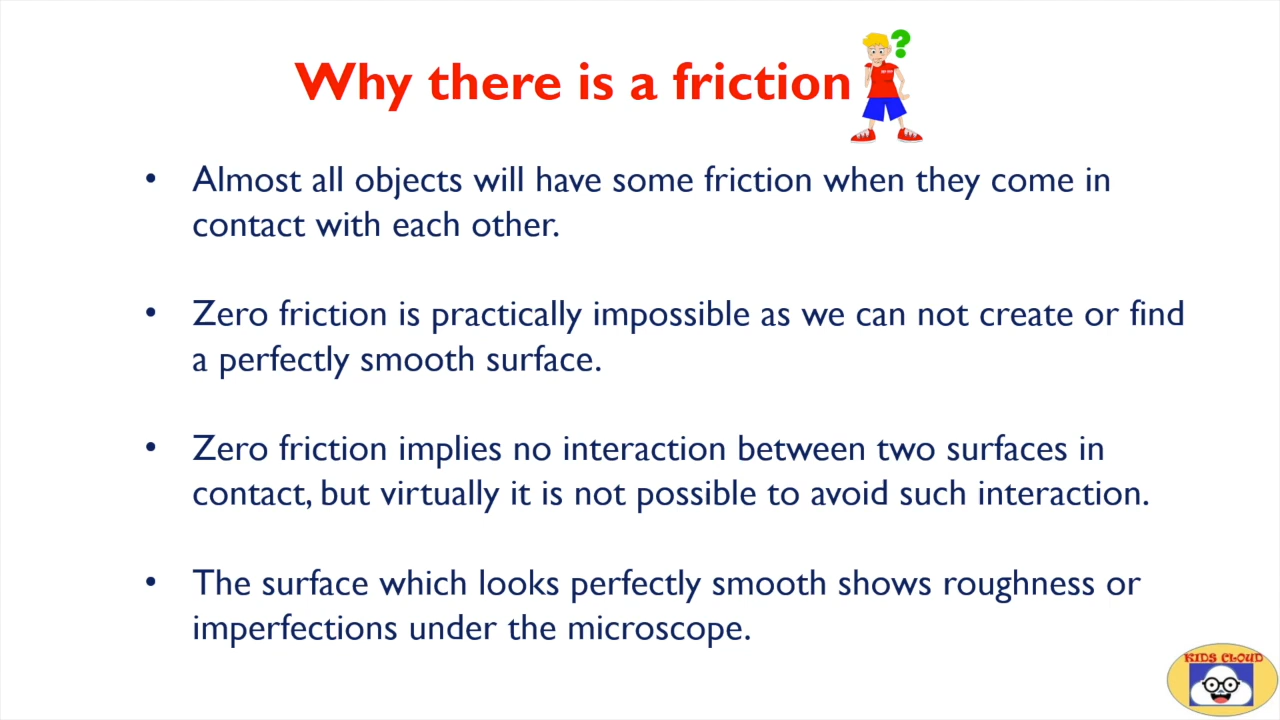 Why there is a friction
• Almost all objects will have some friction when they come in
contact with each other.
• Zero friction is practically impossible as we can not create or find
a perfectly smooth surface.
• Zero friction implies no interaction between two surfaces in
contact, but virtually it is not possible to avoid such interaction.
• The surface which looks perfectly smooth shows roughness or
imperfections under the microscope.
KIDS CLOUD